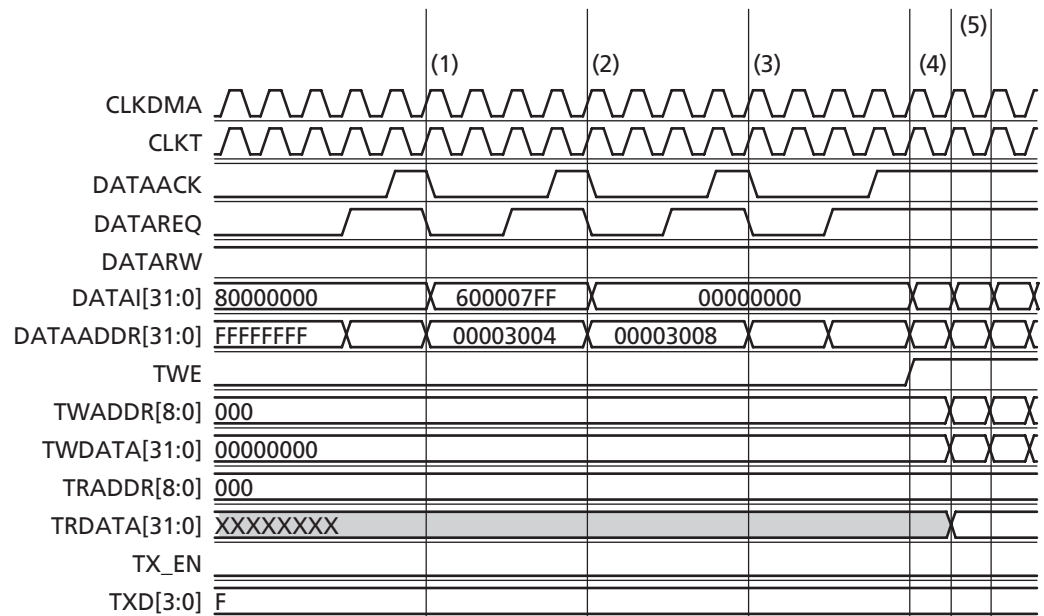 (5)
(1) (2) (3) (4)
CLKDMA
CLKT
DATAACK
DATAREQ
DATARW
DATAI[31:0] 80000000 600007FF 00000000
DATAADDR[31:0] FFFFFFFF 00003004 00003008
TWE
TWADDR[8:0] 000
TWDATA[31:0] 00000000
TRADDR[8:0] 000
TRDATA[31:0] XXXXXXXX
TX_EN
TXD[3:0] F